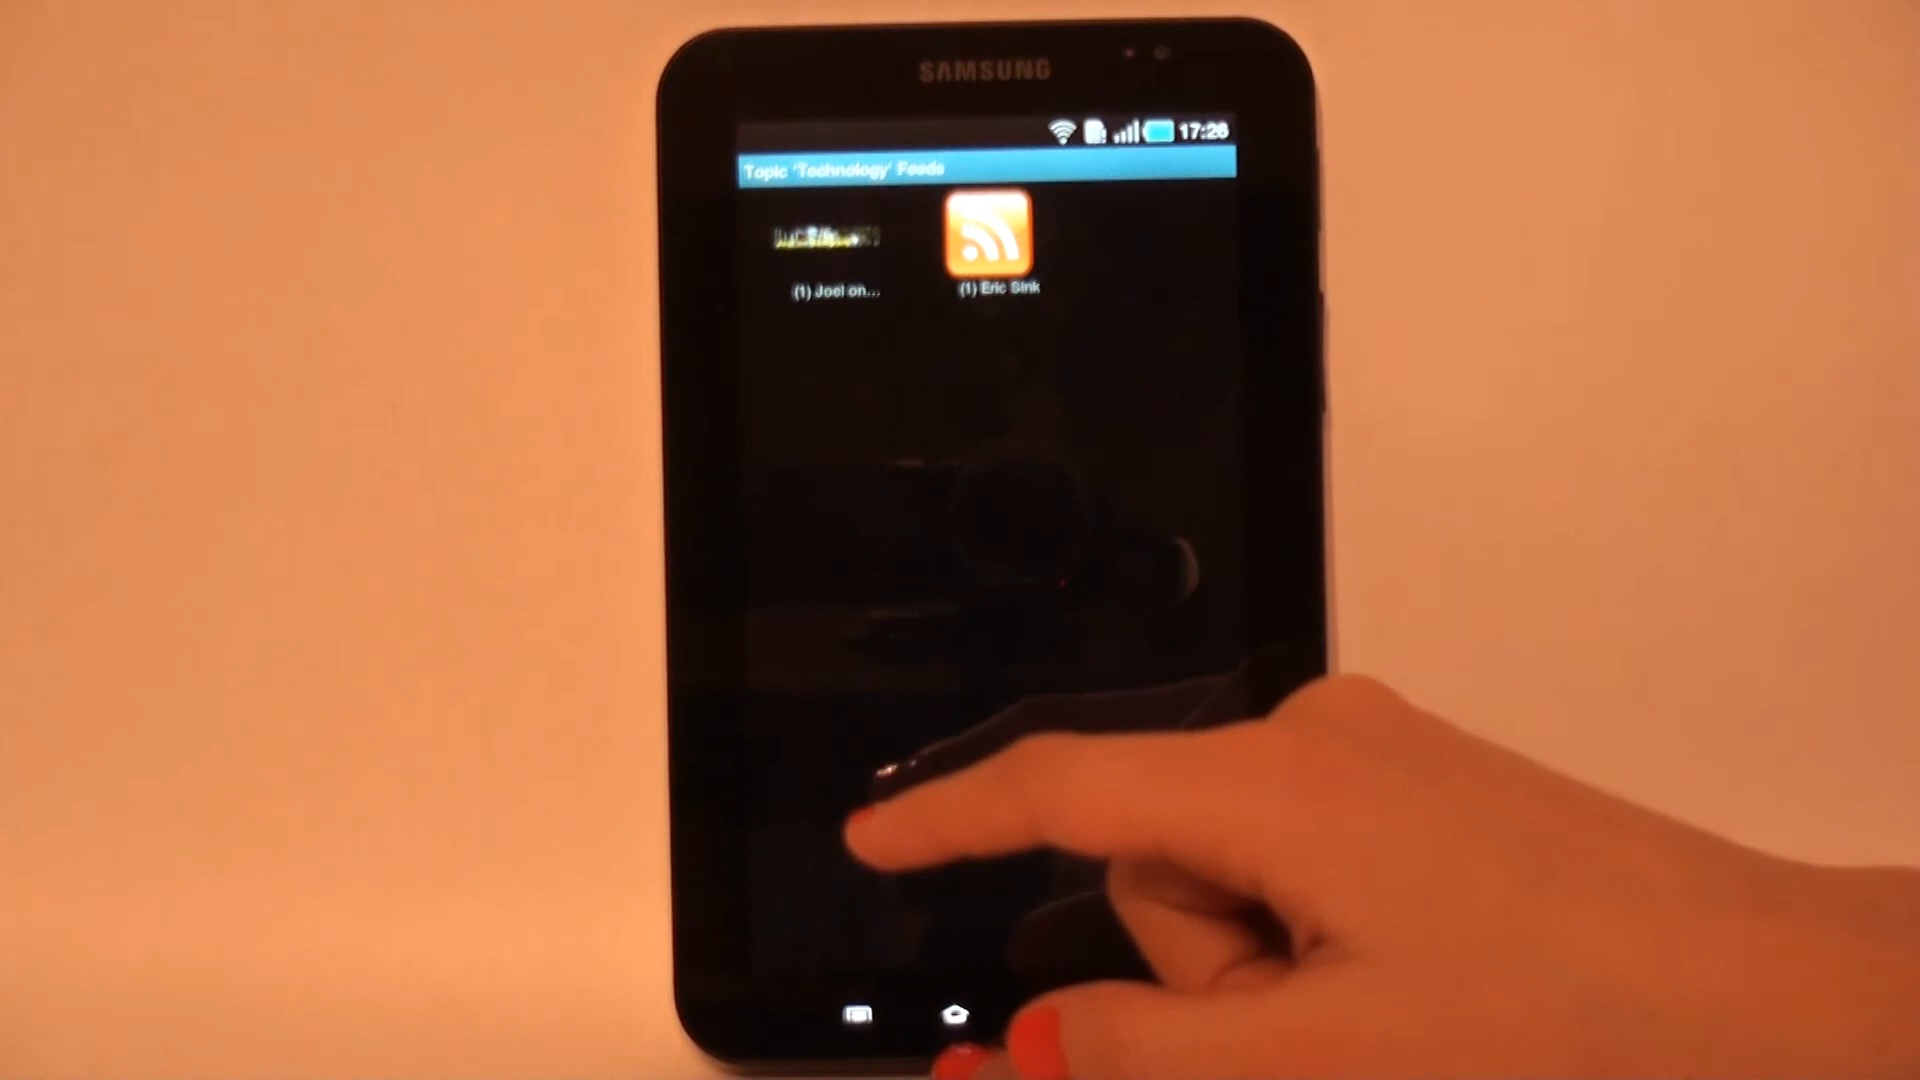 SAMSUNG
17:26
Topic 'Technology' Feeds
(1) Joel on...
(1) Eric Sink